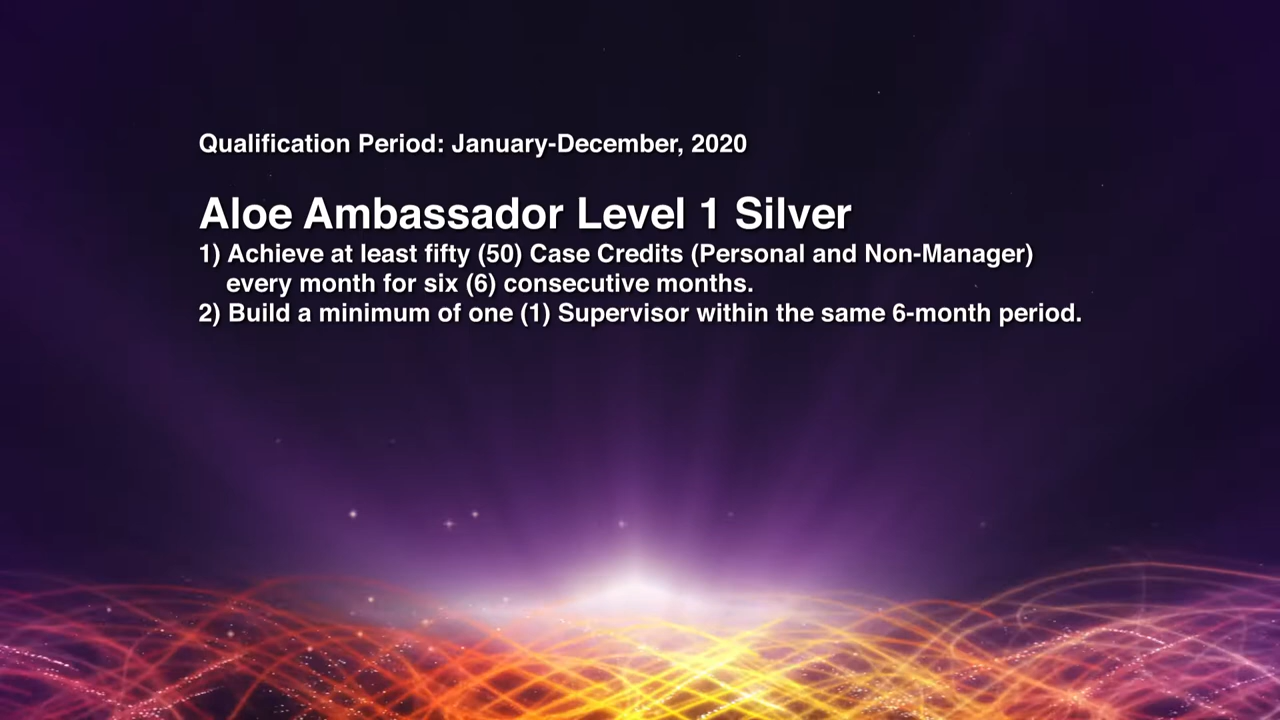 Qualification Period: January-December, 2020
Aloe Ambassador Level 1 Silver
1) Achieve at least fifty (50) Case Credits (Personal and Non-Manager)
every month for six (6) consecutive months.
2) Build a minimum of one (1) Supervisor within the same 6-month period.